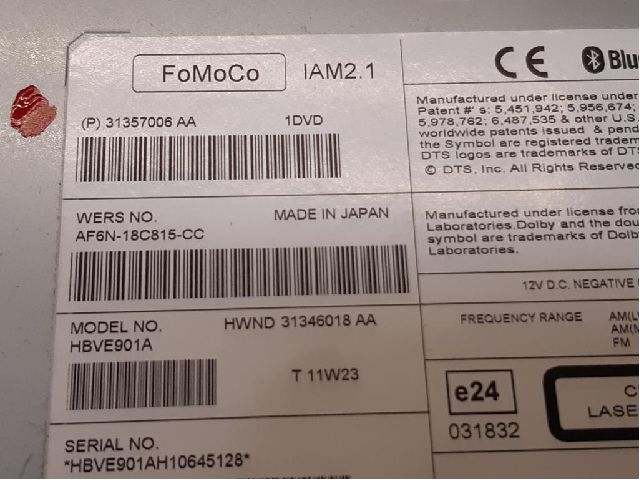 FoMoCo IAM2.1
(P) 31357006 AA 1DVD
WERS NO. MADE IN JAPAN
AF6N-18C815-CC
MODEL NO. HWND 31346018 AA
HBVE901A
T 11W23
SERIAL NO.
*HBVE901AH10645128*
CE
Manufactured under license under
Patent #' s: 5,451,942; 5,956,674;
5,978,762; 6,487,535 & other U.S.
worldwide patents issued & pend
the Symbol are registered tradem
DTS logos are trademarks of DTS
© DTS, Inc. All Rights Reserved
Manufactured under license from
Laboratories.Dolby and the dou
symbol are trademarks of Dolb
Laboratories.
12V D.C. NEGATIVE
FREQUENCY RANGE AM(L
AM(M
FM
e24
031832
LASE